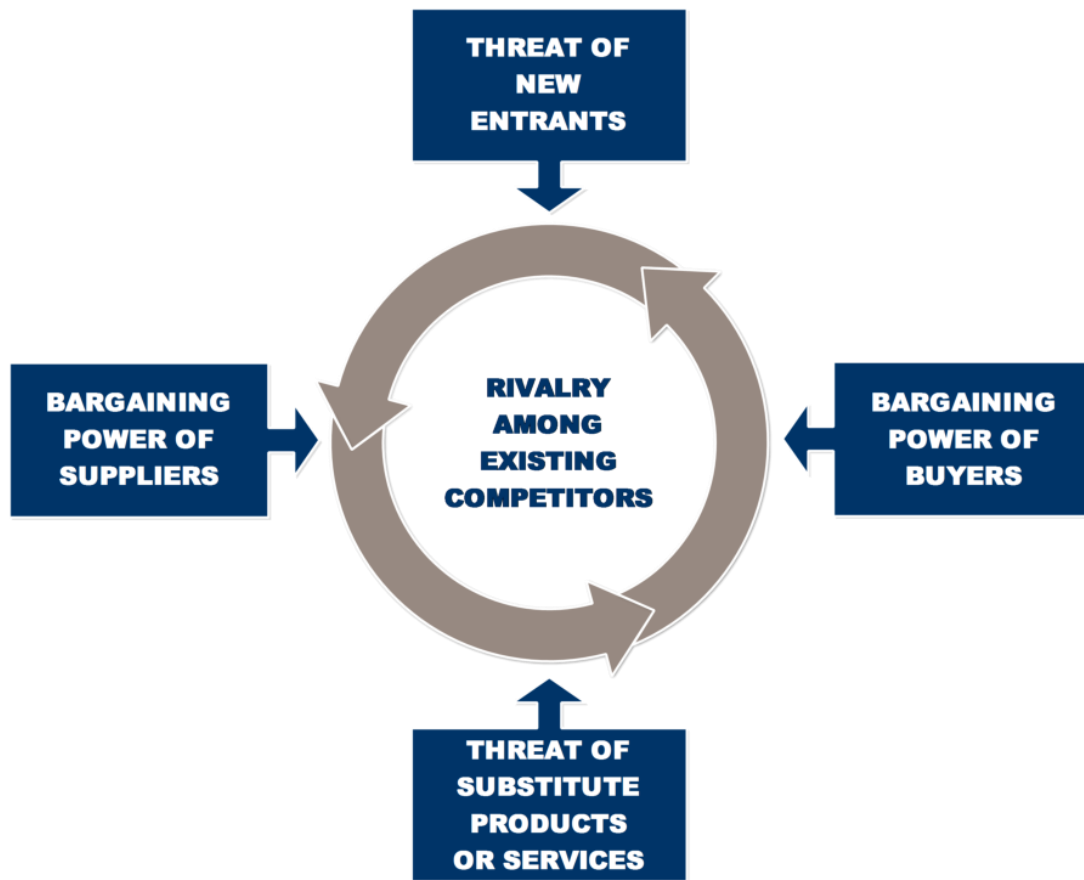 THREAT OF
NEW
ENTRANTS
BARGAINING
POWER OF
SUPPLIERS
RIVALRY
AMONG
EXISTING
COMPETITORS
BARGAINING
POWER OF
BUYERS
THREAT OF
SUBSTITUTE
PRODUCTS
OR SERVICES